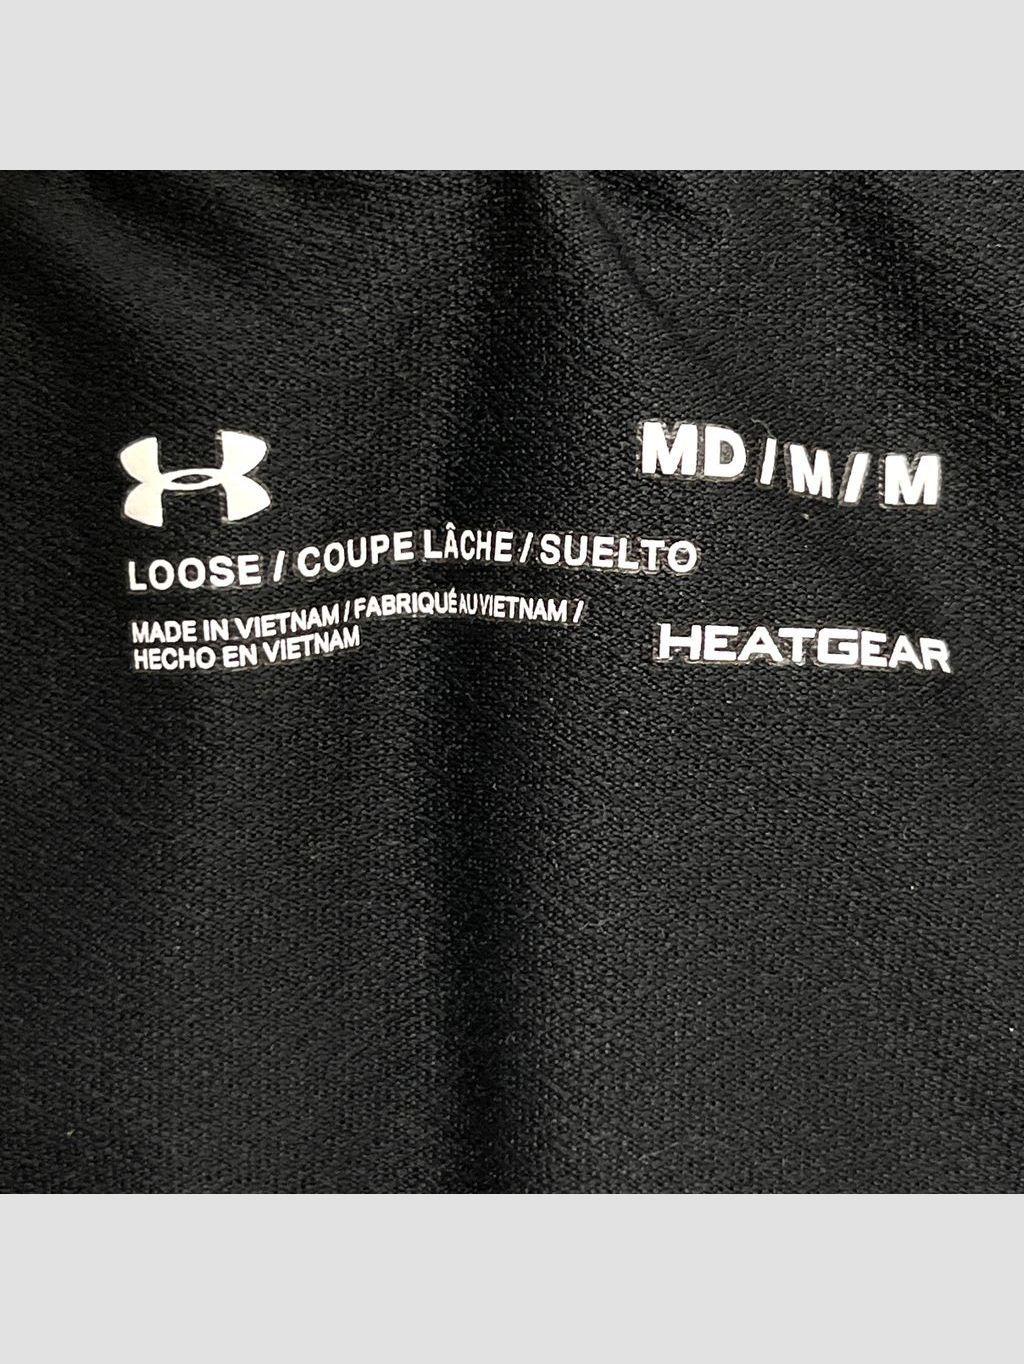 MD / M / M
LOOSE / COUPE LÂCHE / SUELTO
MADE IN VIETNAM / FABRIQUÉ AU VIETNAM /
HECHO EN VIETNAM
HEATGEAR